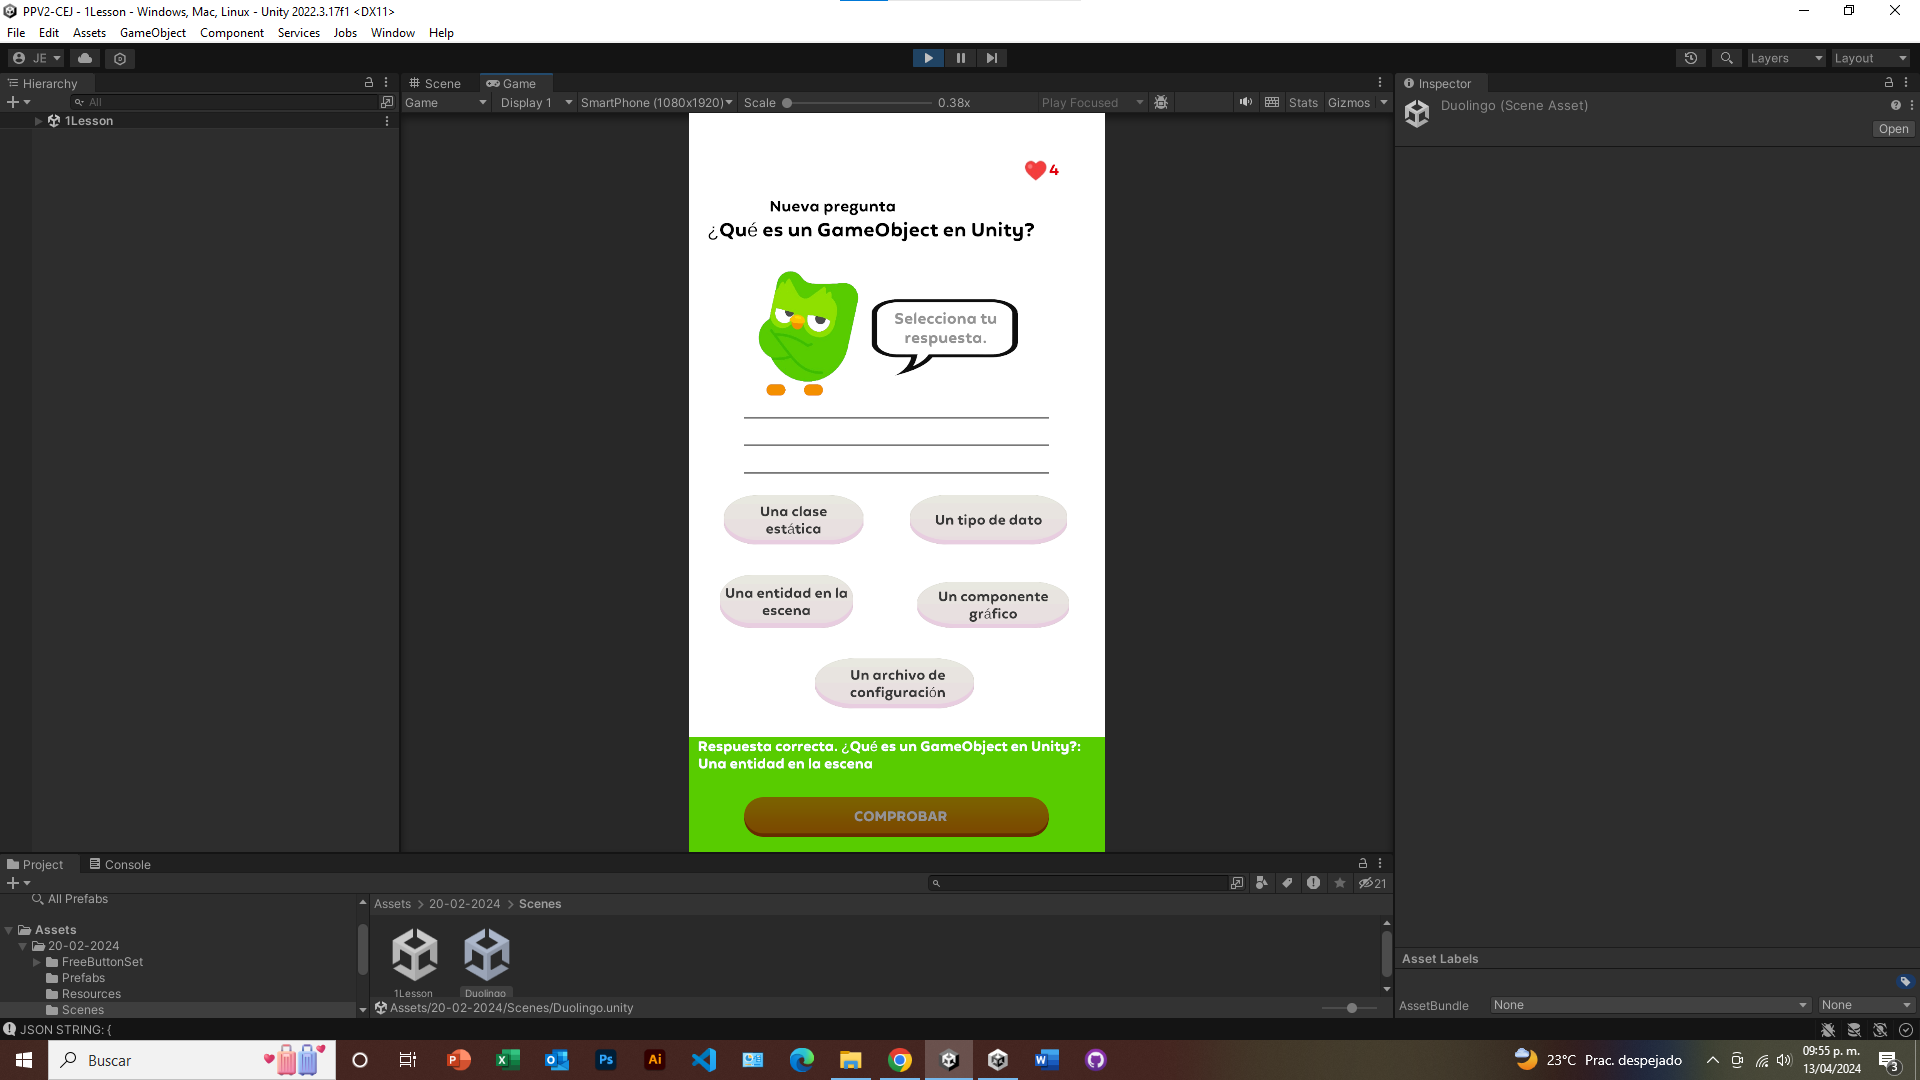 PPV2-CEJ - 1Lesson - Windows, Mac, Linux - Unity 2022.3.17f1 <DX11>
File Edit Assets GameObject Component Services Jobs Window Help
JE
Layers
Layout
Hierarchy
All
1Lesson
Scene
Game
Game
Display 1
SmartPhone (1080x1920)
Scale
0.38x
Play Focused
Stats
Gizmos
Inspector
Duolingo (Scene Asset)
Open
4
Nueva pregunta
¿Qué es un GameObject en Unity?
Selecciona tu
respuesta.
Una clase
estática
Un tipo de dato
Una entidad en la
escena
Un componente
gráfico
Un archivo de
configuración
Respuesta correcta. ¿Qué es un GameObject en Unity?:
Una entidad en la escena
COMPROBAR
Project
Console
21
All Prefabs
Assets
20-02-2024
FreeButtonSet
Prefabs
Resources
Scenes
Assets > 20-02-2024 > Scenes
1Lesson
Duolingo
Assets/20-02-2024/Scenes/Duolingo.unity
Asset Labels
AssetBundle
None
None
JSON STRING: {
Buscar
23°C Prac. despejado
09:55 p. m.
13/04/2024
3